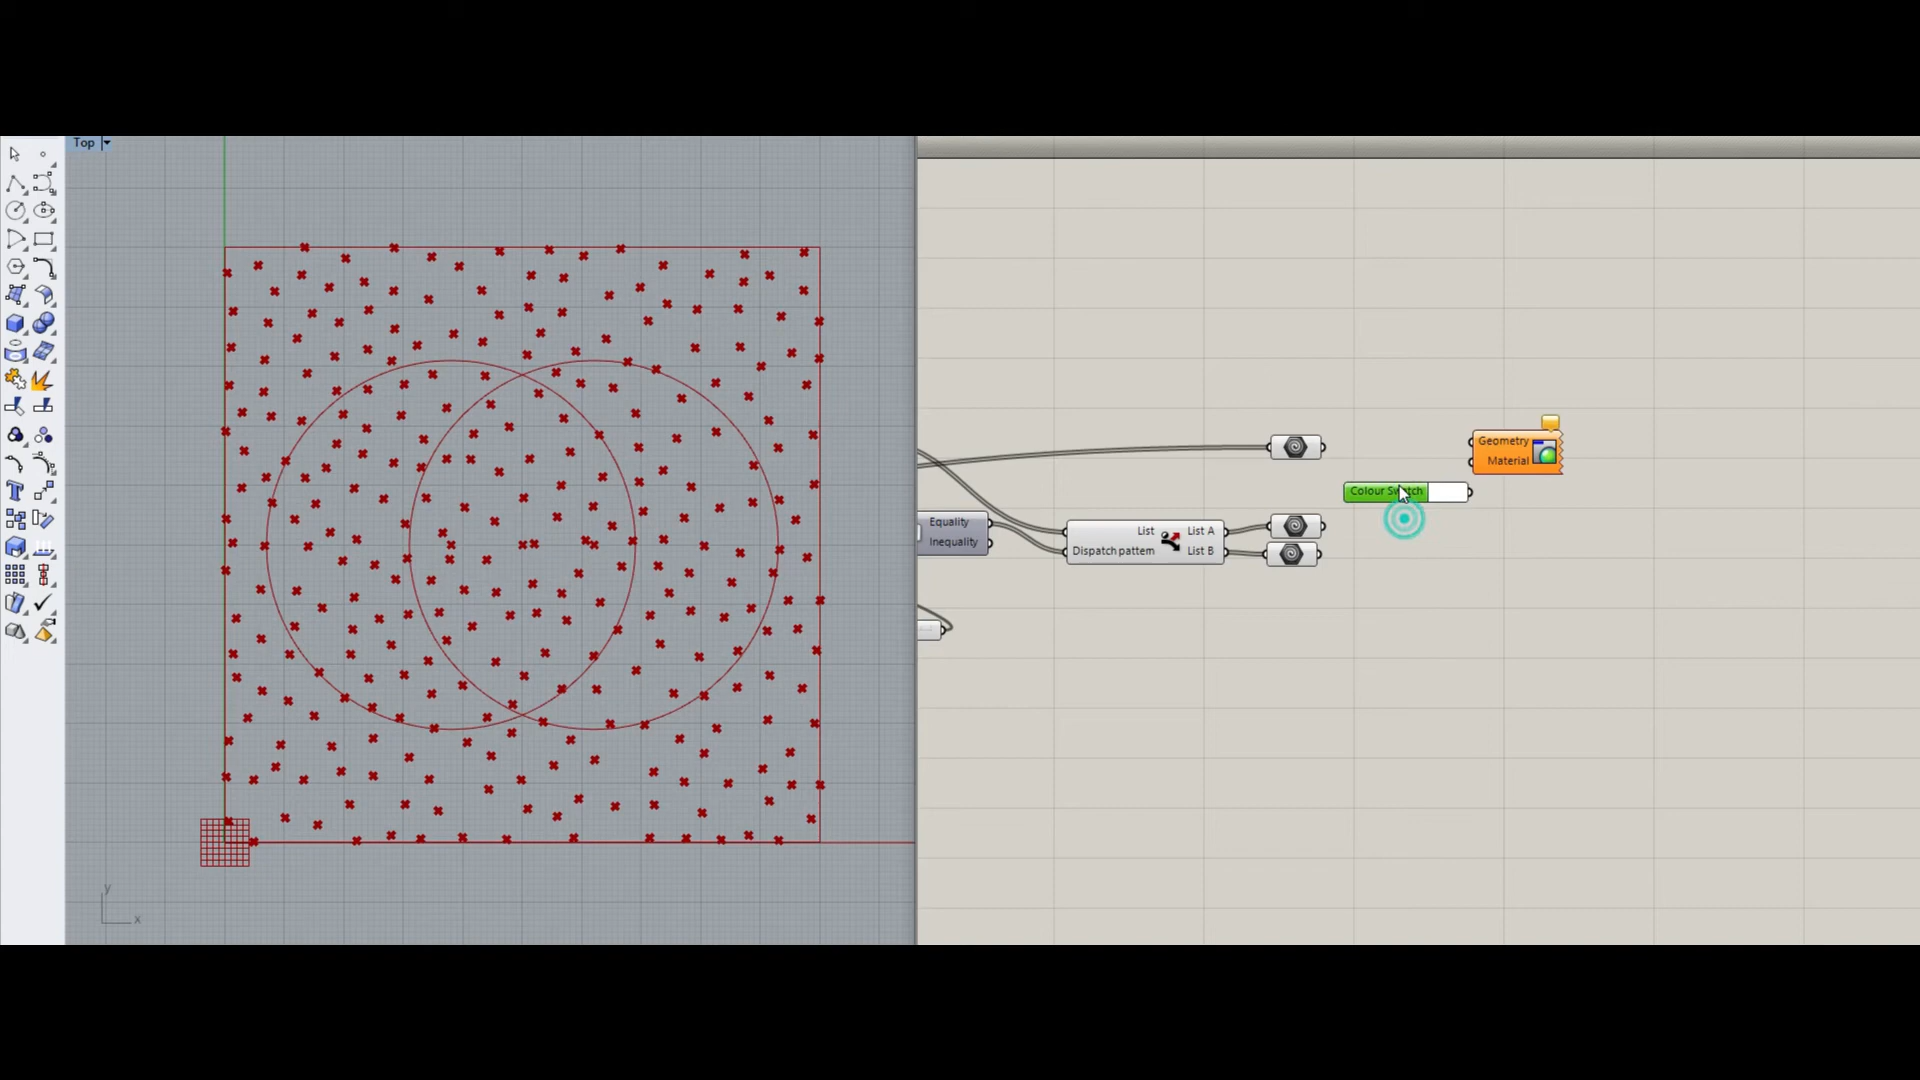 Top
Geometry
Material
Colour Swatch
Equality
Inequality
List
List A
Dispatch pattern
List B
y
x